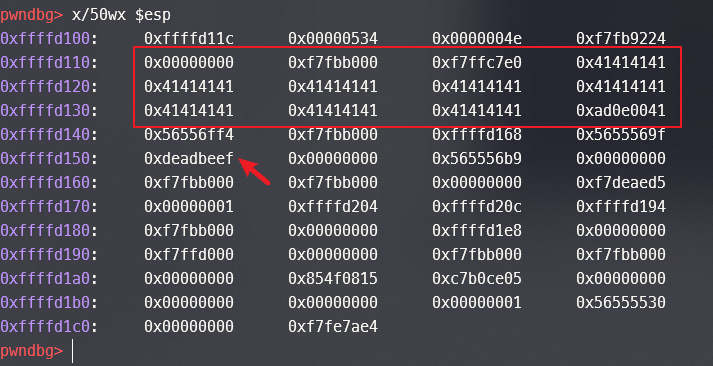 pwndbg> x/50wx $esp
0xffffd100: 0xffffd11c 0x00000534 0x0000004e 0xf7fb9224
0xffffd110: 0x00000000 0xf7fbb000 0xf7ffc7e0 0x41414141
0xffffd120: 0x41414141 0x41414141 0x41414141 0x41414141
0xffffd130: 0x41414141 0x41414141 0x41414141 0xad0e0041
0xffffd140: 0x56556ff4 0xf7fbb000 0xffffd168 0x5655569f
0xffffd150: 0xdeadbeef 0x00000000 0x565556b9 0x00000000
0xffffd160: 0xf7fbb000 0xf7fbb000 0x00000000 0xf7deaed5
0xffffd170: 0x00000001 0xffffd204 0xffffd20c 0xffffd194
0xffffd180: 0xf7fbb000 0x00000000 0xffffd1e8 0x00000000
0xffffd190: 0xf7ffd000 0x00000000 0xf7fbb000 0xf7fbb000
0xffffd1a0: 0x00000000 0x854f0815 0xc7b0ce05 0x00000000
0xffffd1b0: 0x00000000 0x00000000 0x00000001 0x56555530
0xffffd1c0: 0x00000000 0xf7fe7ae4
pwndbg>